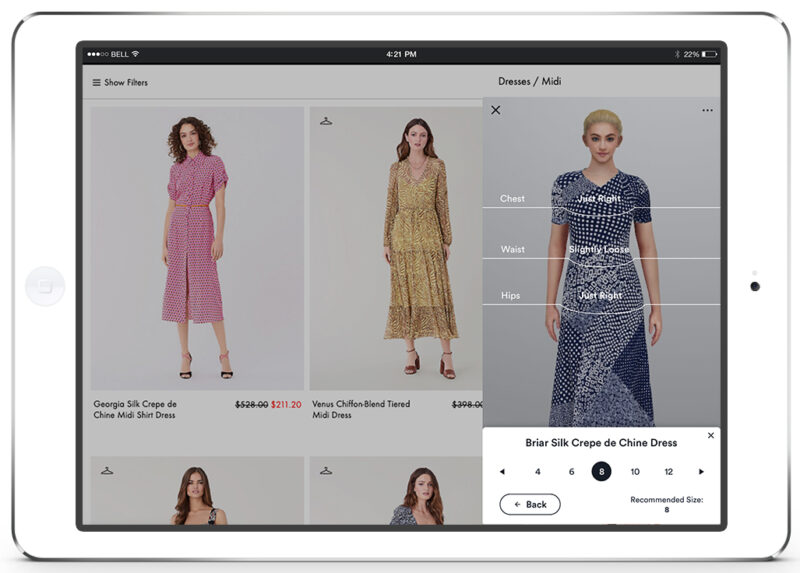 BELL
4:21 PM
22%
Show Filters
Dresses / Midi
Chest
Just Right
Waist
Slightly Loose
Hips
Just Right
Georgia Silk Crepe de
Chine Midi Shirt Dress
$528.00 $211.20
Venus Chiffon-Blend Tiered
Midi Dress
$398.00
Briar Silk Crepe de Chine Dress
4 6 8 10 12
Back
Recommended Size:
8